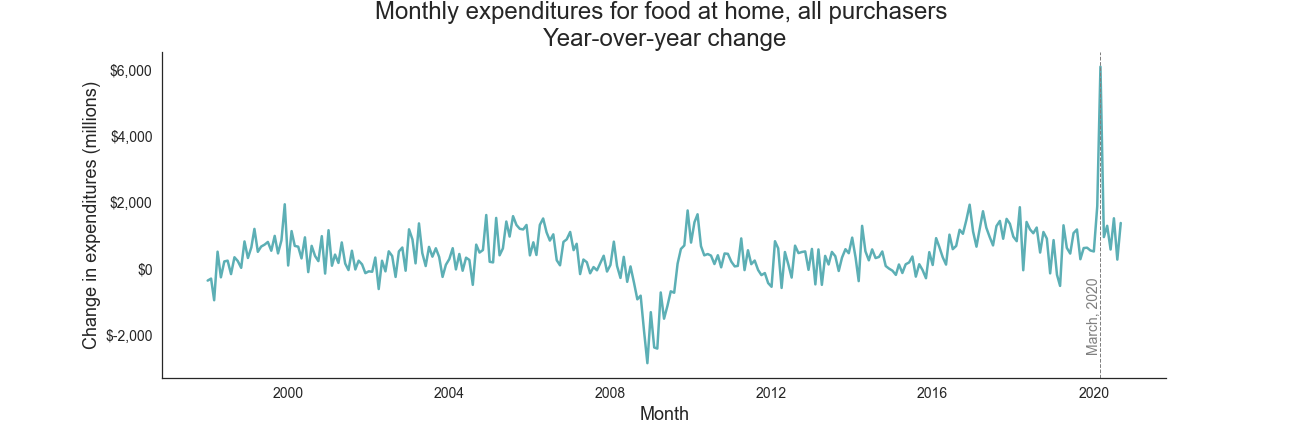 Monthly expenditures for food at home, all purchasers
Year-over-year change
Change in expenditures (millions)
$6,000
$4,000
$2,000
$0
$-2,000
March, 2020
2000
2004
2008
2012
2016
2020
Month